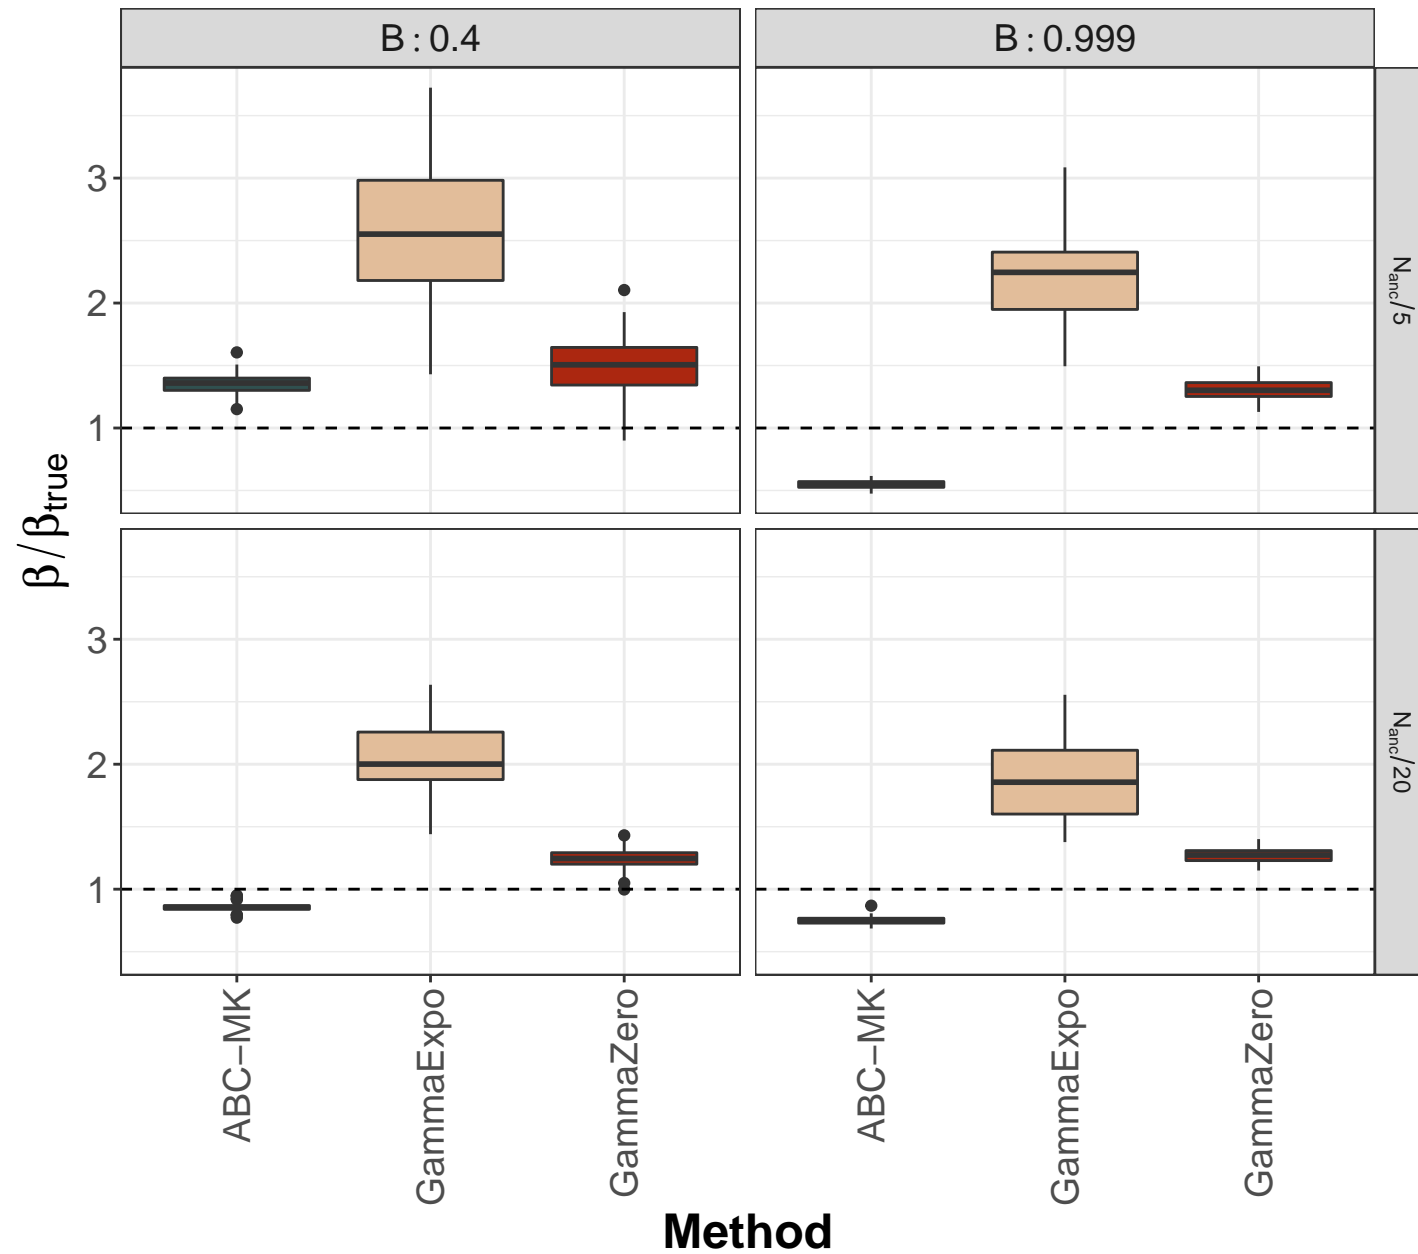 B : 0.4
B : 0.999
3
2
1
N_anc/5
β / β_true
3
2
1
N_anc/20
ABC−MK
GammaExpo
GammaZero
ABC−MK
GammaExpo
GammaZero
Method